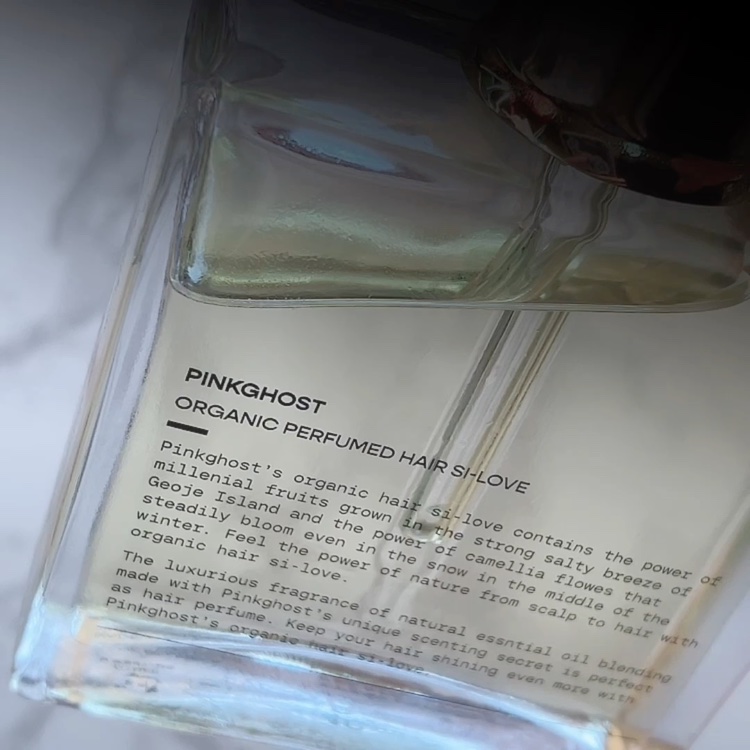 PINKGHOST
ORGANIC PERFUMED HAIR SI-LOVE
Pinkghost's organic hair si-love contains the power of
millenial fruits grown in the strong salty breeze of
Geoje Island and the power of camellia flowes that
steadily bloom even in the snow in the middle of the
winter. Feel the power of nature from scalp to hair with
organic hair si-love.
The luxurious fragrance of natural essntial oil blending
made with Pinkghost's unique scenting secret is perfect
as hair perfume. Keep your hair shining even more with
Pinkghost's organic hair si-love